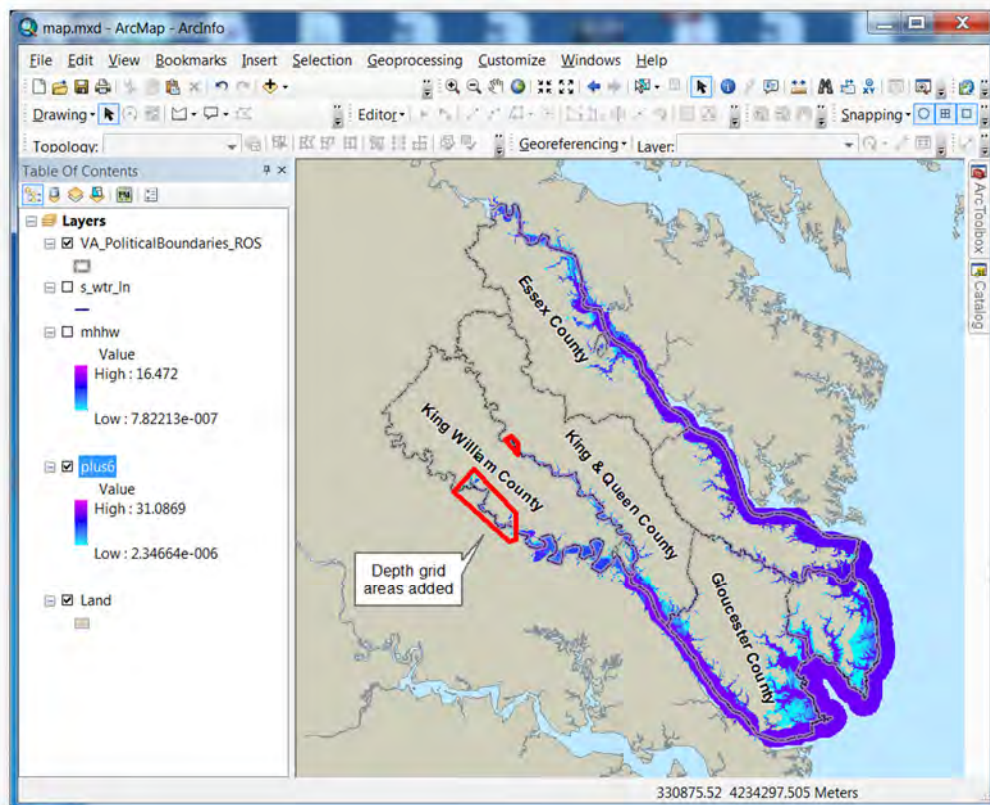 map.mxd - ArcMap - ArcInfo
File Edit View Bookmarks Insert Selection Geoprocessing Customize Windows Help
Drawing
Editor
Snapping
Topology:
Georeferencing
Layer:
Table Of Contents
Layers
VA_PoliticalBoundaries_ROS
s_wtr_ln
mhhw
Value
High : 16.472
Low : 7.82213e-007
plus6
Value
High : 31.0869
Low : 2.34664e-006
Land
Essex County
King William County
King & Queen County
Gloucester County
Depth grid
areas added
ArcToolbox
Catalog
330875.52 4234297.505 Meters